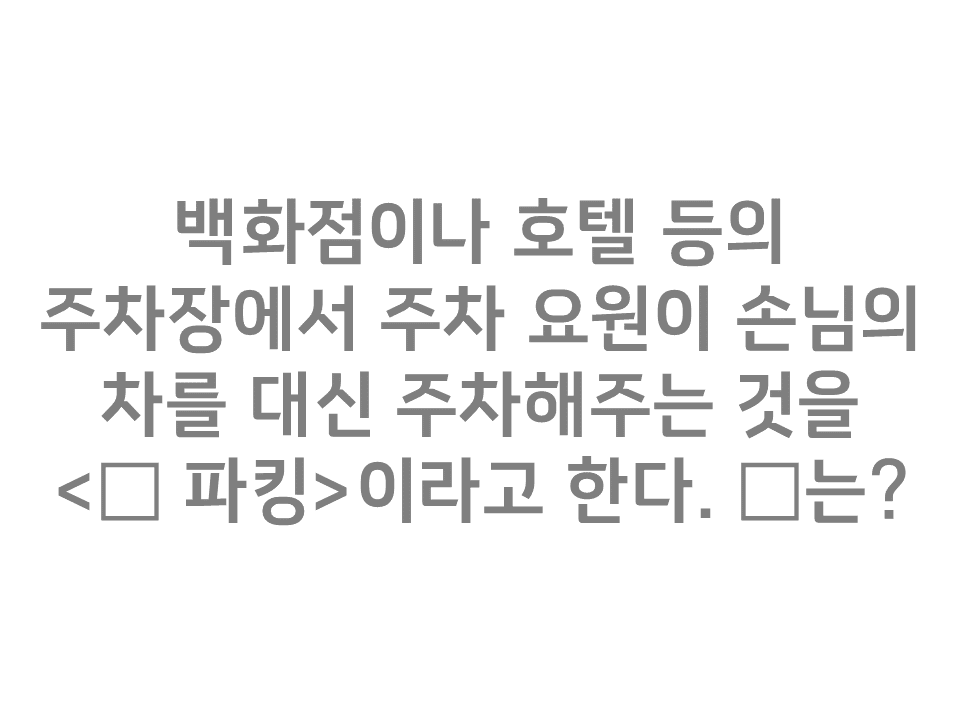 백화점이나 호텔 등의
주차장에서 주차 요원이 손님의
차를 대신 주차해주는 것을
<□ 파킹>이라고 한다. □는?